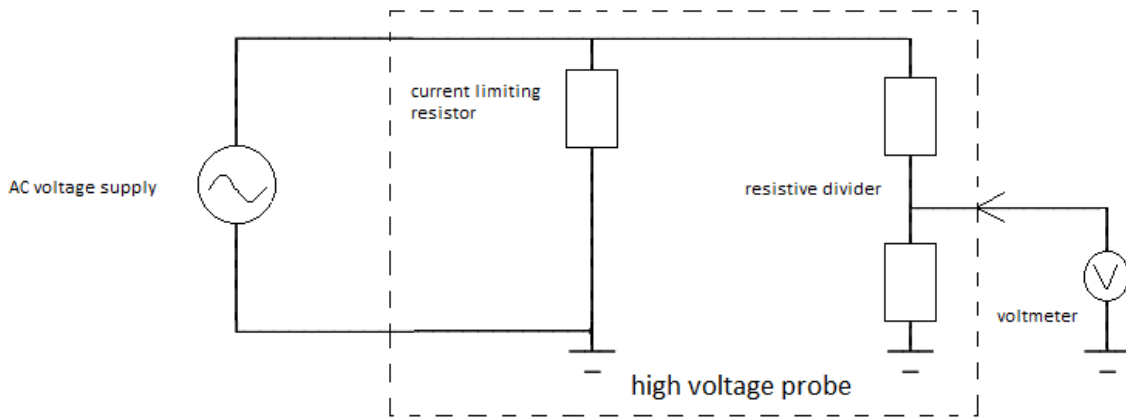 current limiting
resistor
AC voltage supply
resistive divider
V
voltmeter
high voltage probe